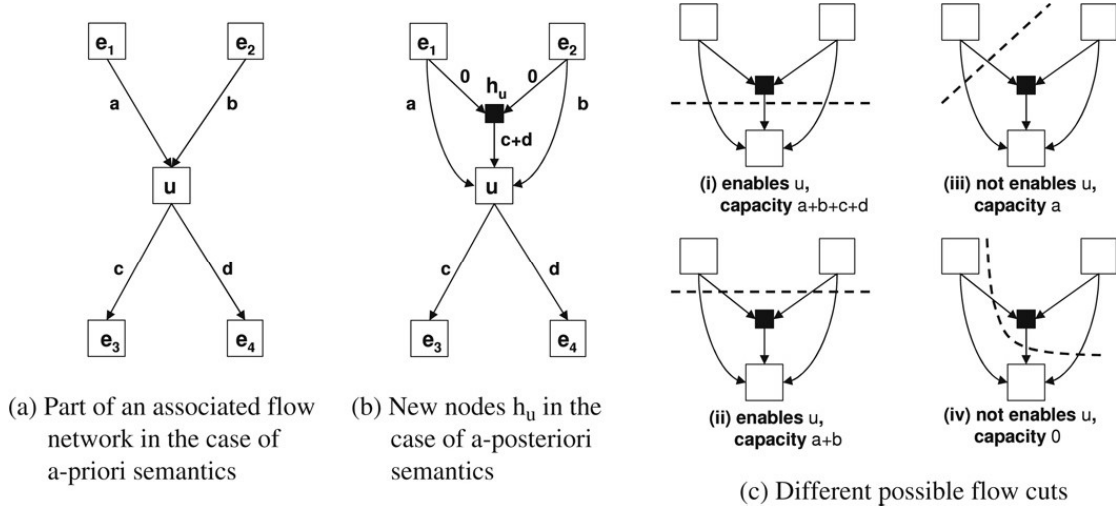 e1
e2
a
b
u
c
d
e3
e4
(a) Part of an associated flow
network in the case of
a-priori semantics
e1
e2
0
0
hu
a
b
c+d
u
c
d
e3
e4
(b) New nodes hu in the
case of a-posteriori
semantics
(i) enables u,
capacity a+b+c+d
(iii) not enables u,
capacity a
(ii) enables u,
capacity a+b
(iv) not enables u,
capacity 0
(c) Different possible flow cuts